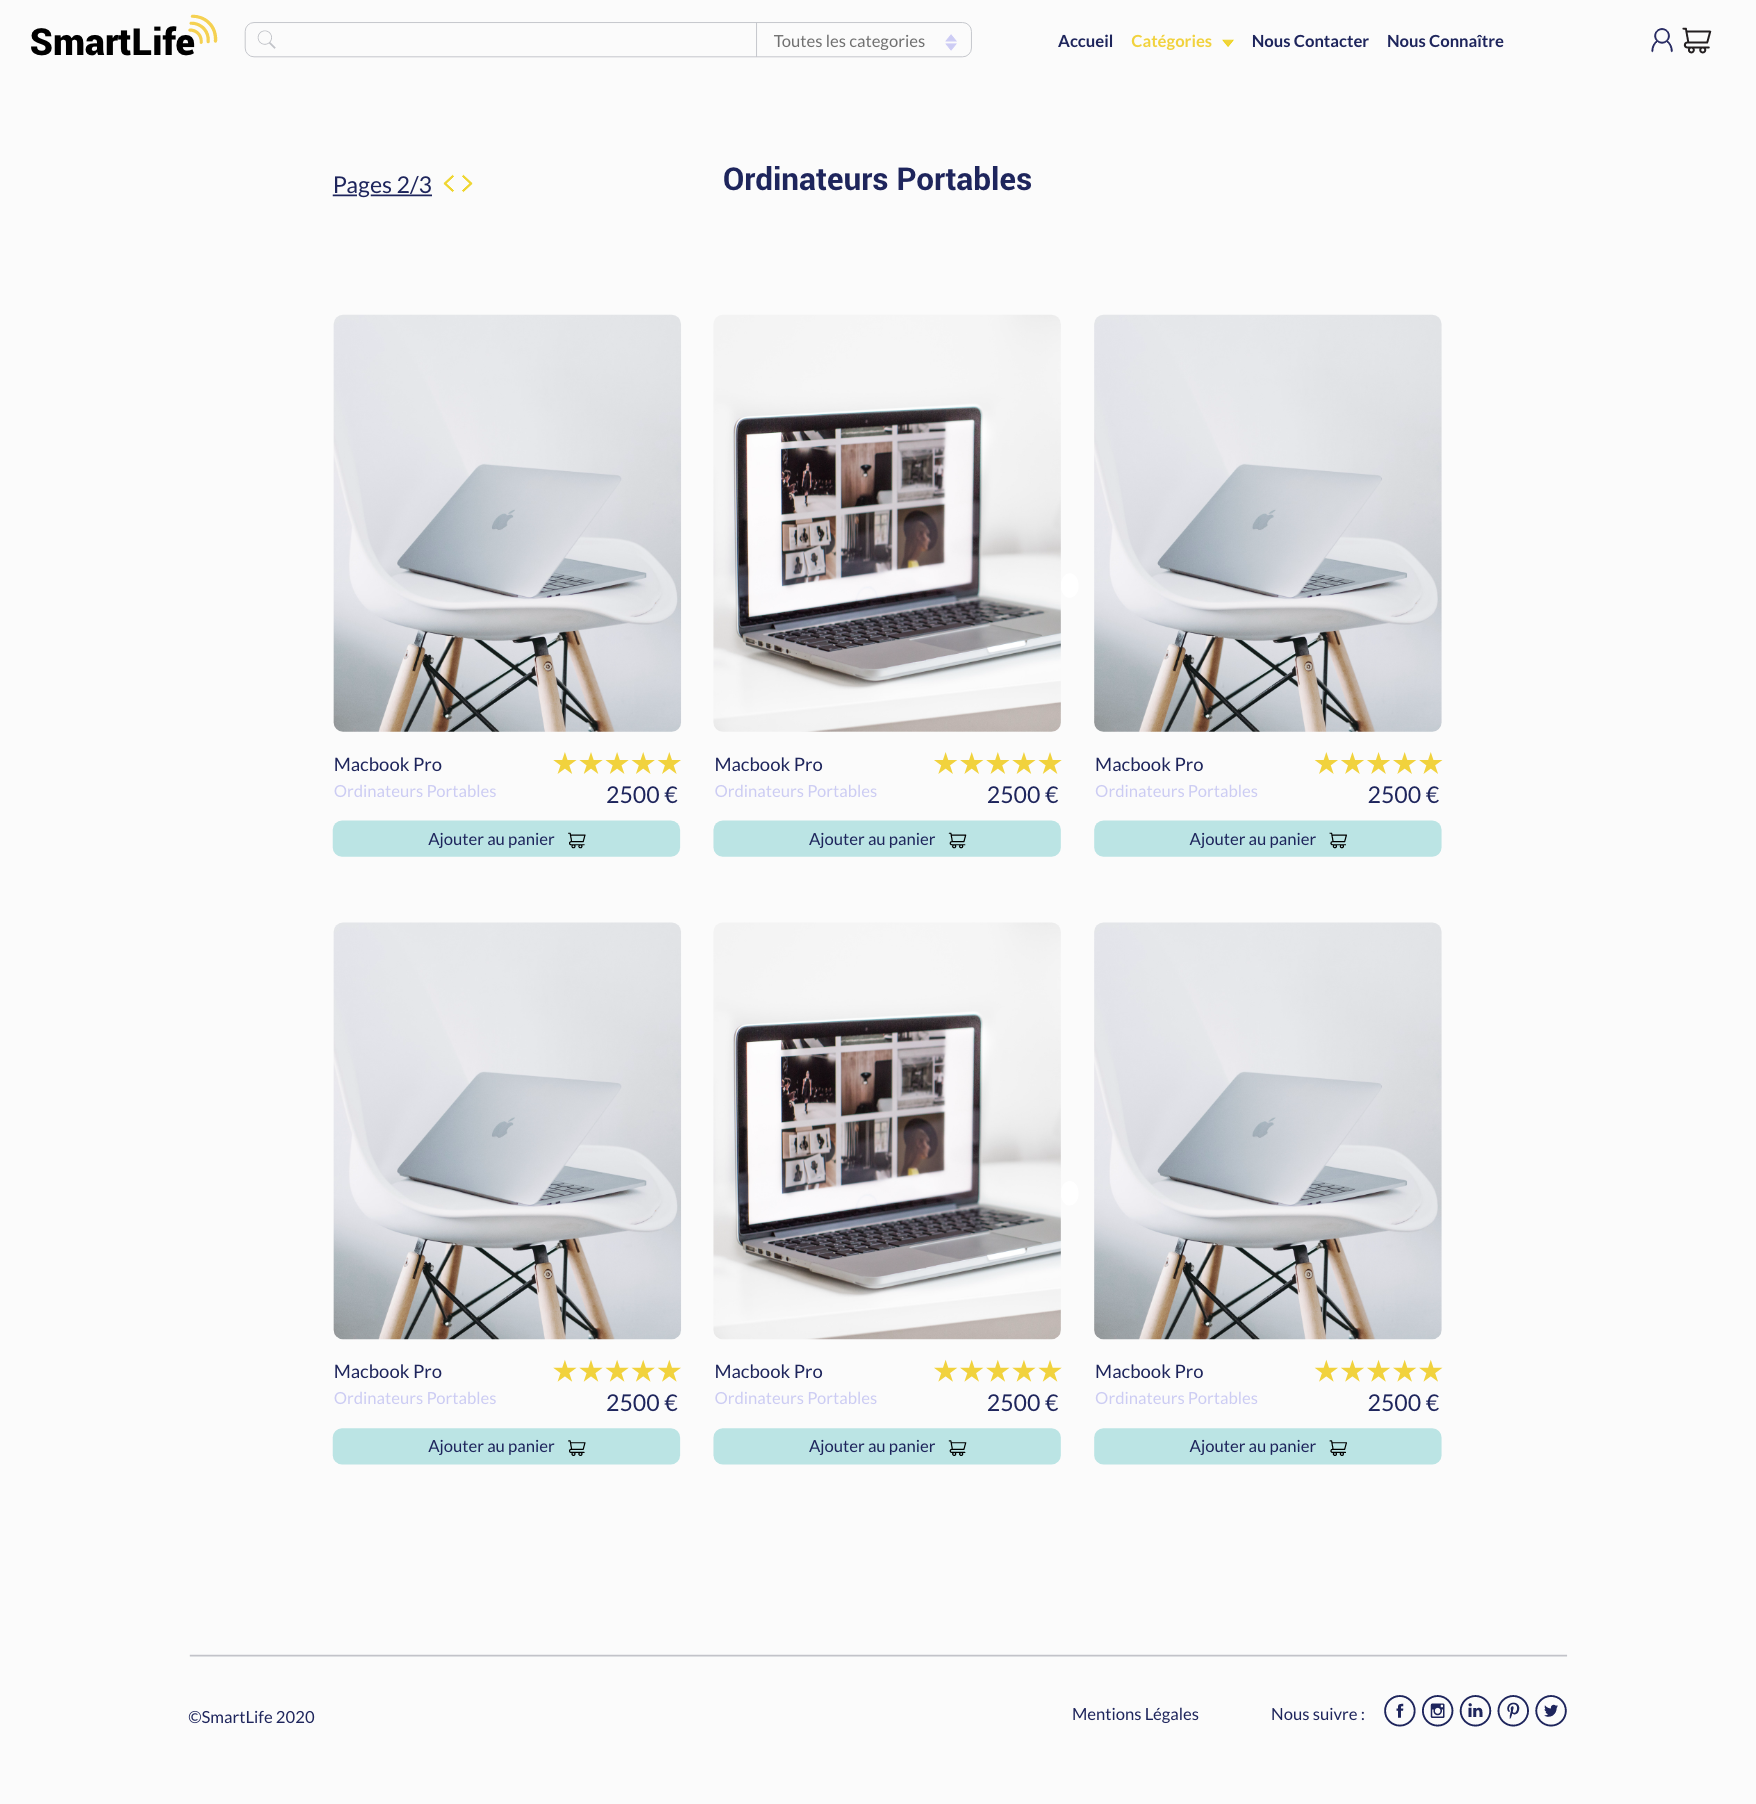 SmartLife
Toutes les categories
Accueil Catégories Nous Contacter Nous Connaître
Pages 2/3 < >
Ordinateurs Portables
Macbook Pro
Ordinateurs Portables
2500 €
Ajouter au panier
Macbook Pro
Ordinateurs Portables
2500 €
Ajouter au panier
Macbook Pro
Ordinateurs Portables
2500 €
Ajouter au panier
Macbook Pro
Ordinateurs Portables
2500 €
Ajouter au panier
Macbook Pro
Ordinateurs Portables
2500 €
Ajouter au panier
Macbook Pro
Ordinateurs Portables
2500 €
Ajouter au panier
©SmartLife 2020
Mentions Légales
Nous suivre :